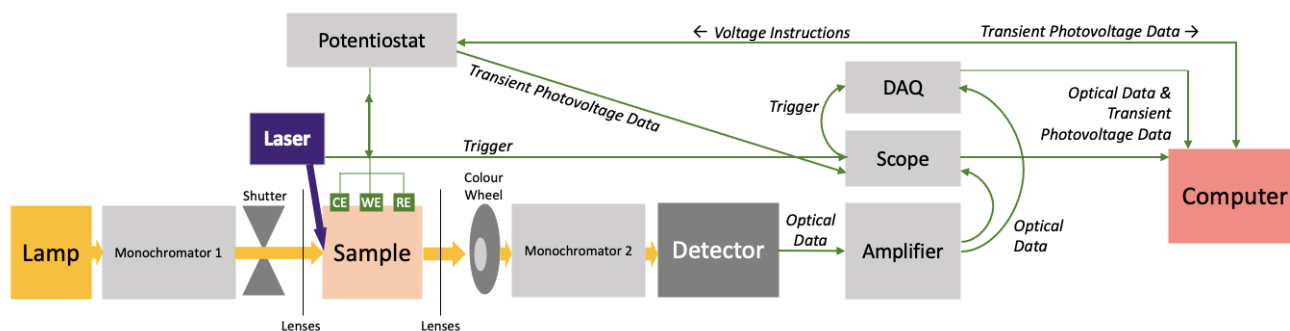 Potentiostat
← Voltage Instructions
Transient Photovoltage Data →
Transient Photovoltage Data
DAQ
Trigger
Optical Data &
Transient
Photovoltage Data
Laser
Trigger
Scope
Shutter
CE
WE
RE
Colour
Wheel
Computer
Lamp
Monochromator 1
Sample
Monochromator 2
Detector
Optical
Data
Amplifier
Optical
Data
Lenses
Lenses